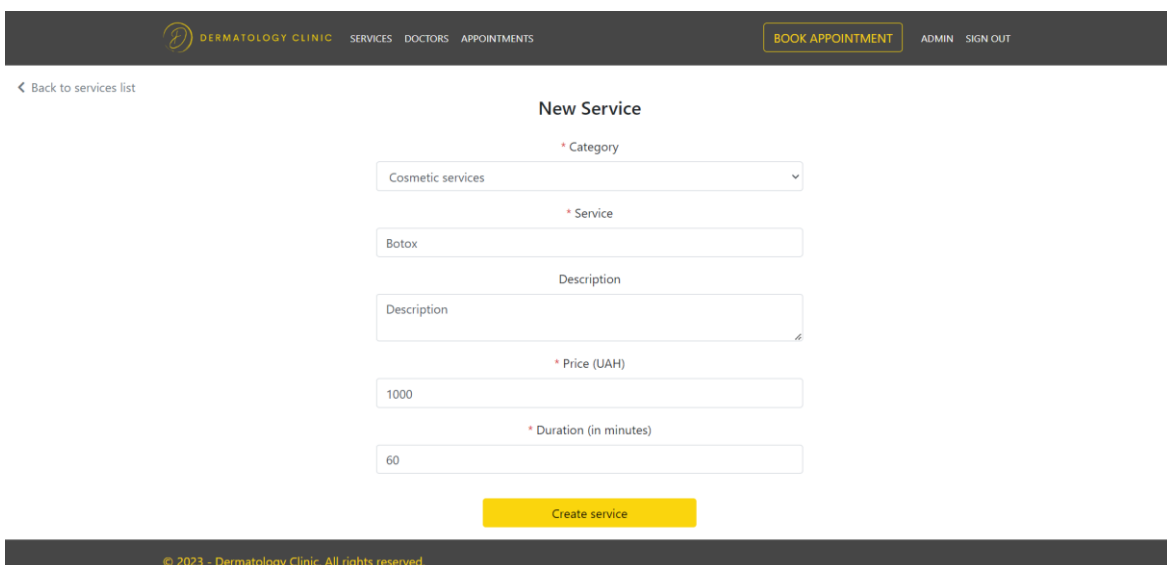 DERMATOLOGY CLINIC SERVICES DOCTORS APPOINTMENTS BOOK APPOINTMENT ADMIN SIGN OUT
Back to services list
New Service
* Category
Cosmetic services
* Service
Botox
Description
Description
* Price (UAH)
1000
* Duration (in minutes)
60
Create service
© 2023 - Dermatology Clinic. All rights reserved.